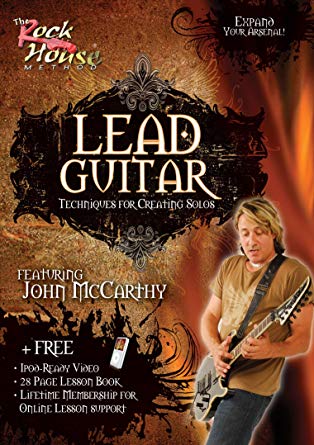 The
Rock
House
METHOD
EXPAND
YOUR ARSENAL!
LEAD
GUITAR
TECHNIQUES FOR CREATING SOLOS
FEATURING
JOHN MCCARTHY
+ FREE
• IPOD-READY VIDEO
• 28 PAGE LESSON BOOK
• LIFETIME MEMBERSHIP FOR
ONLINE LESSON SUPPORT